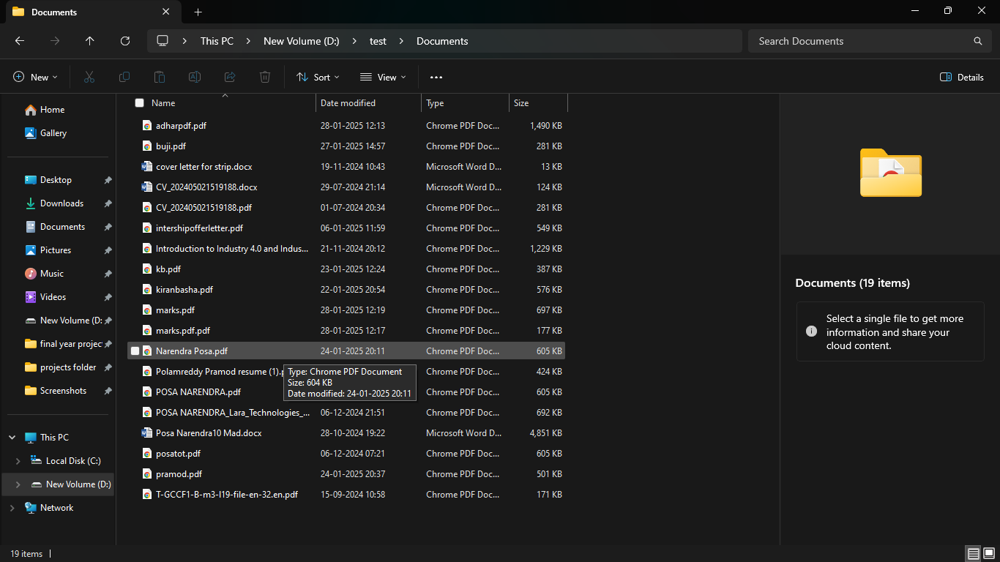 Documents
This PC > New Volume (D:) > test > Documents
Search Documents
New
Sort
View
Details
Home
Gallery
Desktop
Downloads
Documents
Pictures
Music
Videos
New Volume (D:
final year projec
projects folder
Screenshots
This PC
Local Disk (C:)
New Volume (D:)
Network
Name Date modified Type Size
adharpdf.pdf 28-01-2025 12:13 Chrome PDF Doc... 1,490 KB
buji.pdf 27-01-2025 14:57 Chrome PDF Doc... 281 KB
cover letter for strip.docx 19-11-2024 10:43 Microsoft Word D... 13 KB
CV_202405021519188.docx 29-07-2024 21:14 Microsoft Word D... 124 KB
CV_202405021519188.pdf 01-07-2024 20:34 Chrome PDF Doc... 281 KB
intershipofferletter.pdf 06-01-2025 11:59 Chrome PDF Doc... 549 KB
Introduction to Industry 4.0 and Indus... 21-11-2024 20:12 Chrome PDF Doc... 1,229 KB
kb.pdf 23-01-2025 12:24 Chrome PDF Doc... 387 KB
kiranbasha.pdf 22-01-2025 20:54 Chrome PDF Doc... 576 KB
marks.pdf 28-01-2025 12:19 Chrome PDF Doc... 697 KB
marks.pdf.pdf 28-01-2025 12:17 Chrome PDF Doc... 177 KB
Narendra Posa.pdf 24-01-2025 20:11 Chrome PDF Doc... 605 KB
Polamreddy Pramod resume (1).p Chrome PDF Doc... 424 KB
POSA NARENDRA.pdf Chrome PDF Doc... 605 KB
Type: Chrome PDF Document
Size: 604 KB
Date modified: 24-01-2025 20:11
POSA NARENDRA_Lara_Technologies_... 06-12-2024 21:51 Chrome PDF Doc... 692 KB
Posa Narendra10 Mad.docx 28-10-2024 19:22 Microsoft Word D... 4,851 KB
posatot.pdf 06-12-2024 07:21 Chrome PDF Doc... 605 KB
pramod.pdf 24-01-2025 20:37 Chrome PDF Doc... 501 KB
T-GCCF1-B-m3-l19-file-en-32.en.pdf 15-09-2024 10:58 Chrome PDF Doc... 171 KB
Documents (19 items)
Select a single file to get more
information and share your
cloud content.
19 items